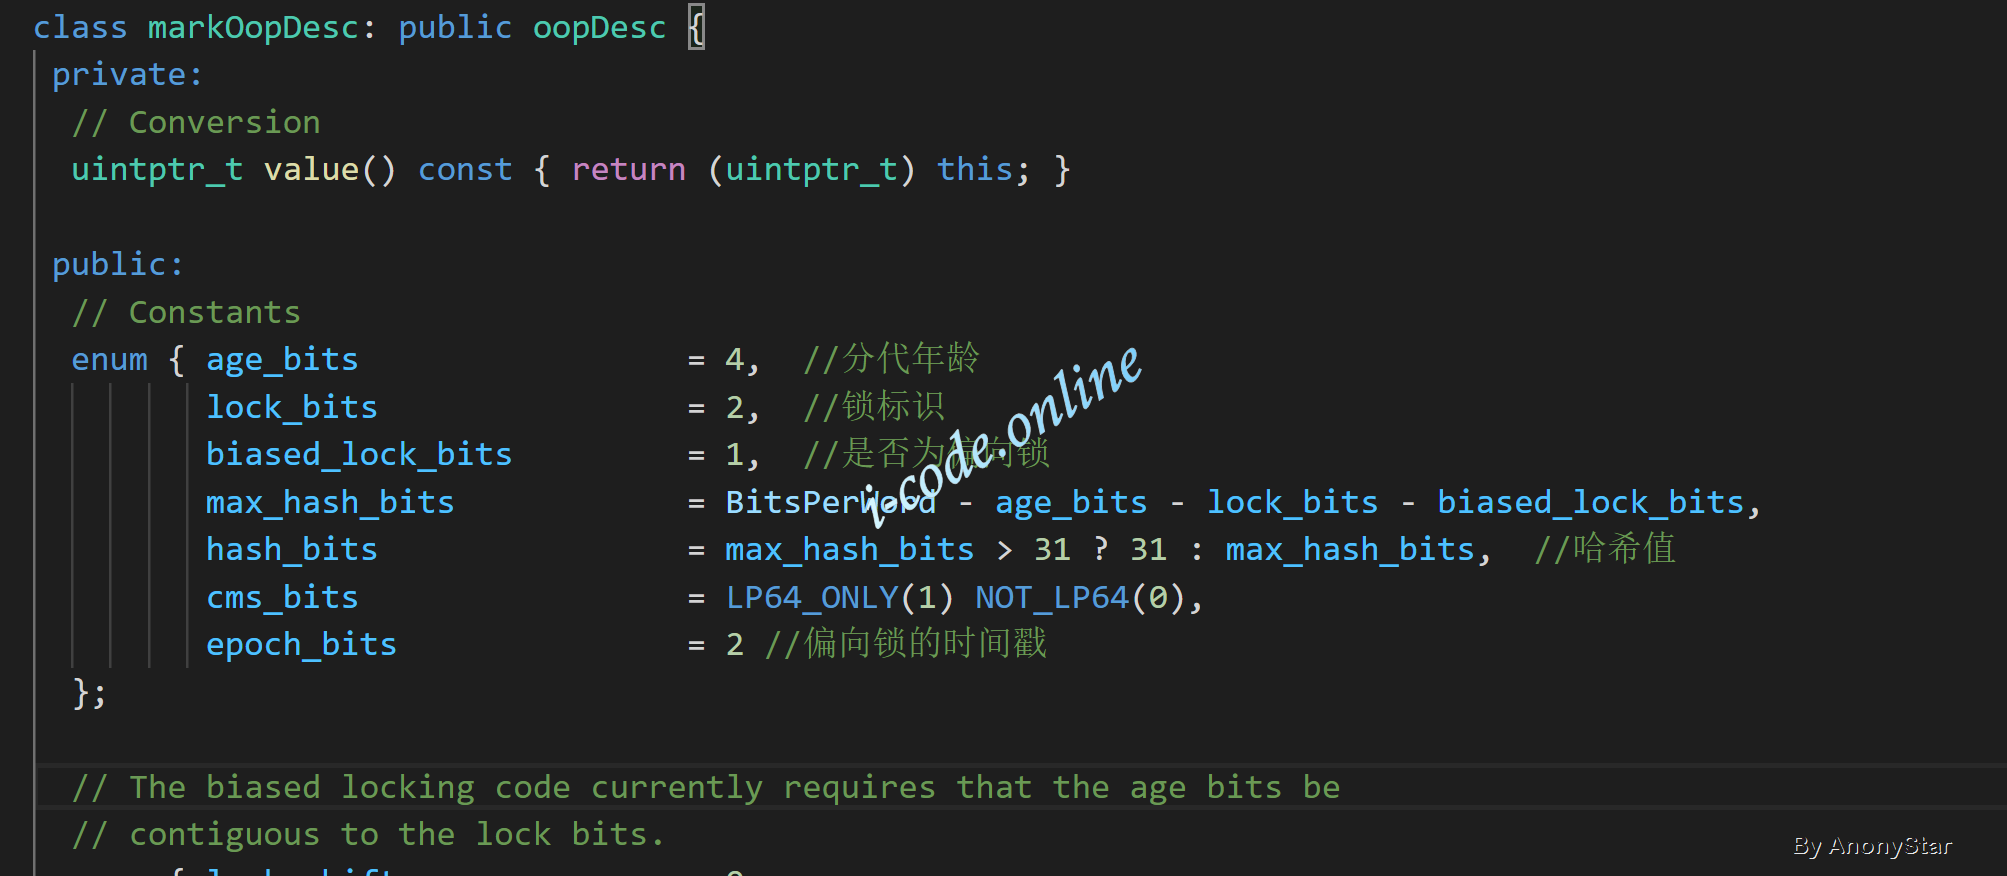 class markOopDesc: public oopDesc {
private:
// Conversion
uintptr_t value() const { return (uintptr_t) this; }
public:
// Constants
enum { age_bits = 4, //分代年龄
lock_bits = 2, //锁标识
biased_lock_bits = 1, //是否为偏向锁
max_hash_bits = BitsPerWord - age_bits - lock_bits - biased_lock_bits,
hash_bits = max_hash_bits > 31 ? 31 : max_hash_bits, //哈希值
cms_bits = LP64_ONLY(1) NOT_LP64(0),
epoch_bits = 2 //偏向锁的时间戳
};
// The biased locking code currently requires that the age bits be
// contiguous to the lock bits.
i-code.online
By AnonyStar